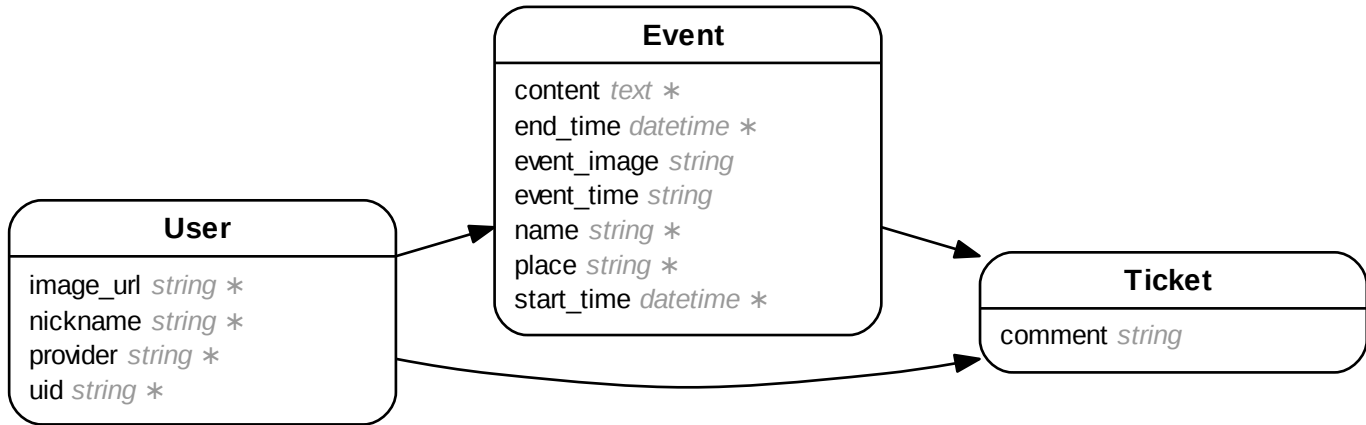 Event
content text ∗
end_time datetime ∗
event_image string
event_time string
name string ∗
place string ∗
start_time datetime ∗
User
image_url string ∗
nickname string ∗
provider string ∗
uid string ∗
Ticket
comment string